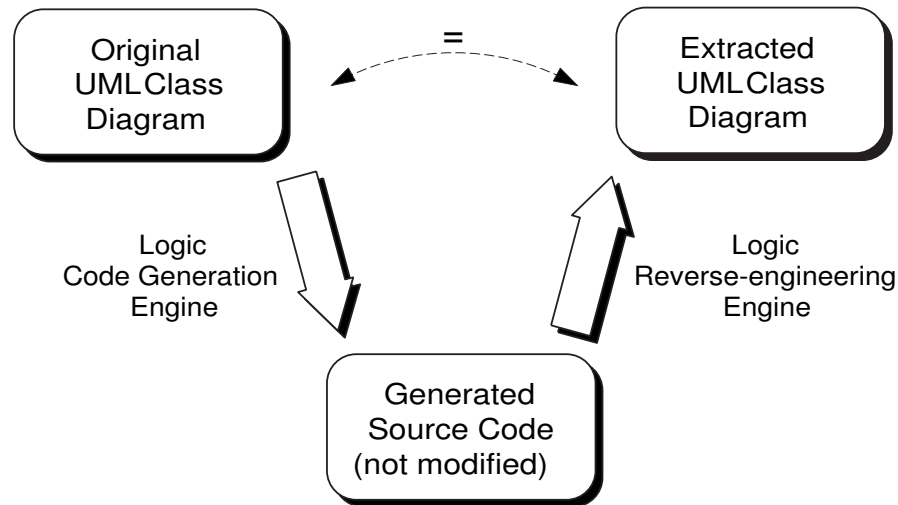 Original
UMLClass
Diagram
=
Extracted
UMLClass
Diagram
Logic
Code Generation
Engine
Logic
Reverse-engineering
Engine
Generated
Source Code
(not modified)